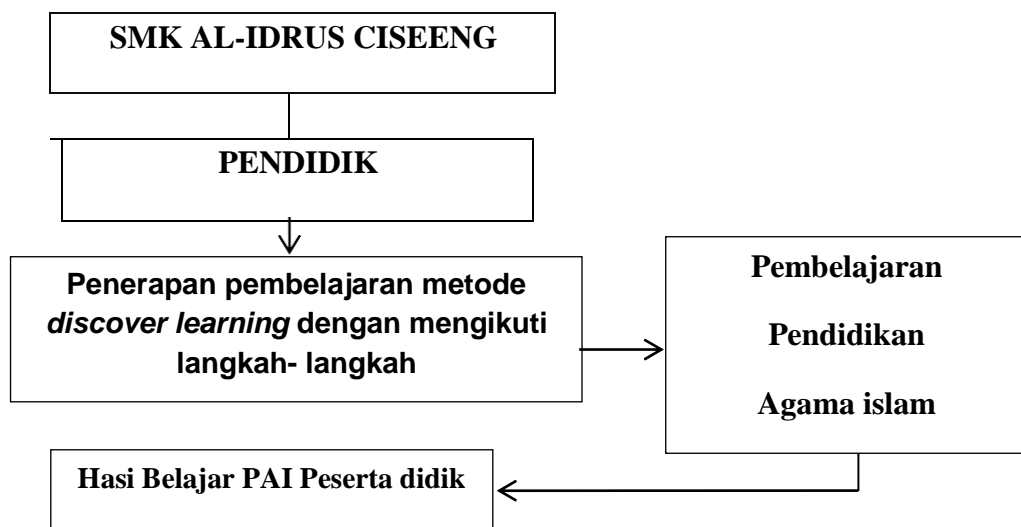 SMK AL-IDRUS CISEENG
PENDIDIK
Penerapan pembelajaran metode
discover learning dengan mengikuti
langkah- langkah
Pembelajaran
Pendidikan
Agama islam
Hasi Belajar PAI Peserta didik